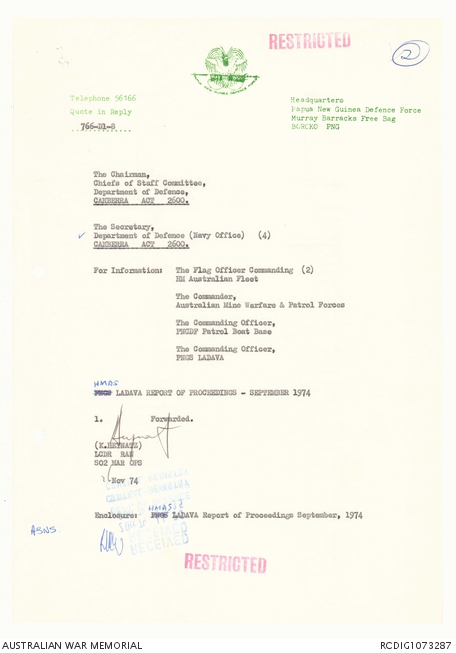 RESTRICTED
2
Telephone 56166
Quote in Reply
766-D1-8
Headquarters
Papua New Guinea Defence Force
Murray Barracks Free Bag
BOROKO PNG
The Chairman,
Chiefs of Staff Committee,
Department of Defence,
CANBERRA ACT 2600.
The Secretary,
Department of Defence (Navy Office) (4)
CANBERRA ACT 2600.
For Information: The Flag Officer Commanding (2)
HM Australian Fleet
The Commander,
Australian Mine Warfare & Patrol Forces
The Commanding Officer,
PNGDF Patrol Boat Base
The Commanding Officer,
PNGS LADAVA
HMAS
PNGS LADAVA REPORT OF PROCEEDINGS - SEPTEMBER 1974
1. Forwarded.
LCDR RAN
SO2 MAR OPS
Nov 74
HMAS
Enclosure: PNGS LADAVA Report of Proceedings September, 1974
RECEIVED
ASNS
RESTRICTED
AUSTRALIAN WAR MEMORIAL
RCDIG1073287